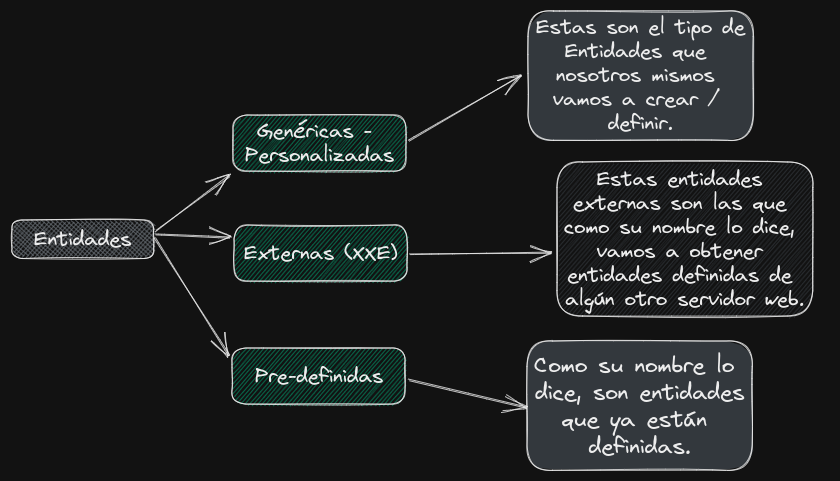 Entidades
Genéricas -
Personalizadas
Estas son el tipo de
Entidades que
nosotros mismos
vamos a crear /
definir.
Externas (XXE)
Estas entidades
externas son las que
como su nombre lo dice,
vamos a obtener
entidades definidas de
algún otro servidor web.
Pre-definidas
Como su nombre lo
dice, son entidades
que ya están
definidas.